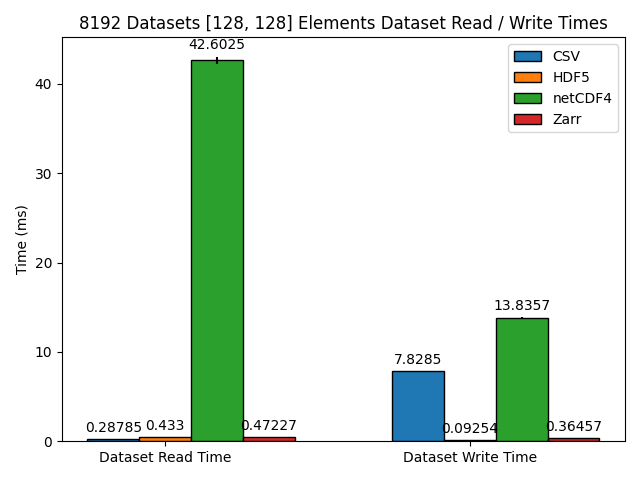 8192 Datasets [128, 128] Elements Dataset Read / Write Times
42.6025
CSV
HDF5
netCDF4
Zarr
40
30
20
10
0
Time (ms)
13.8357
7.8285
0.28785
0.433
0.47227
0.09254
0.36457
Dataset Read Time
Dataset Write Time